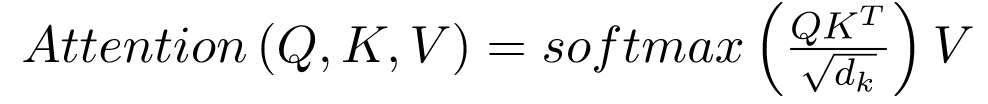 Attention (Q, K, V) = softmax (QK^T / √d_k) V